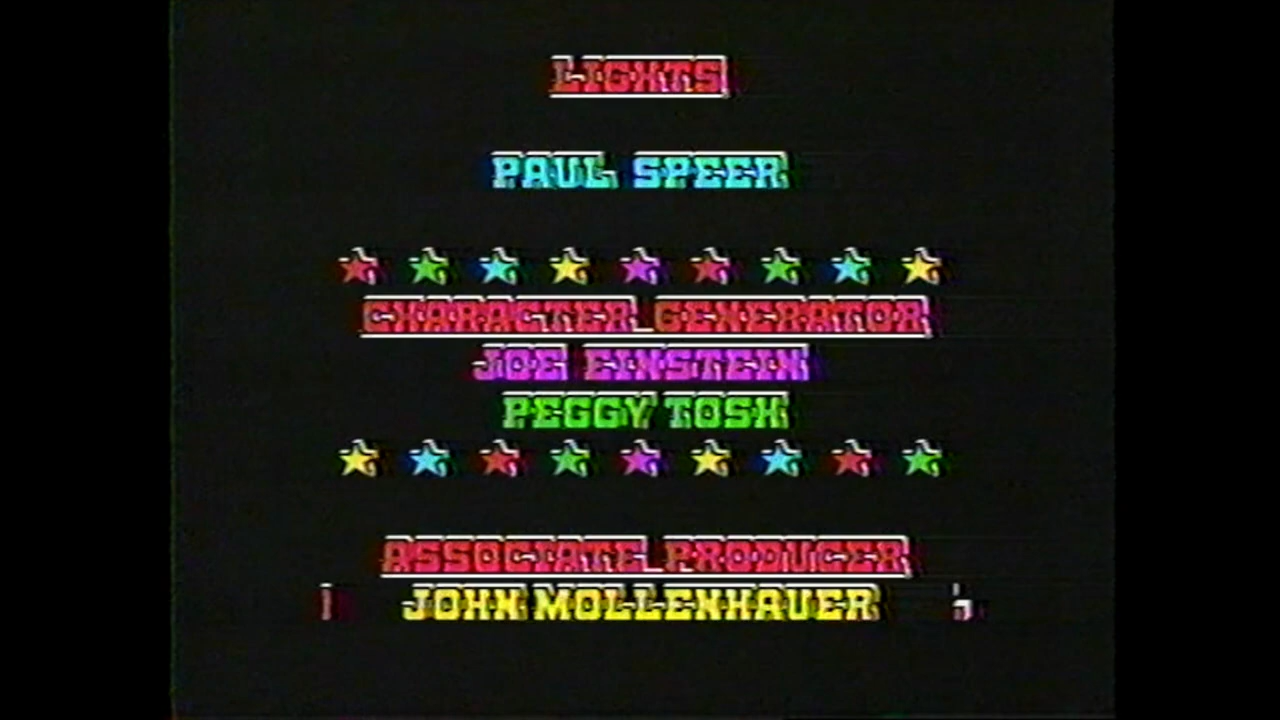 LIGHTS
PAUL SPEER
CHARACTER GENERATOR
JOE EINSTEIN
PEGGY TOSH
ASSOCIATE PRODUCER
JOHN MOLLENHAUER